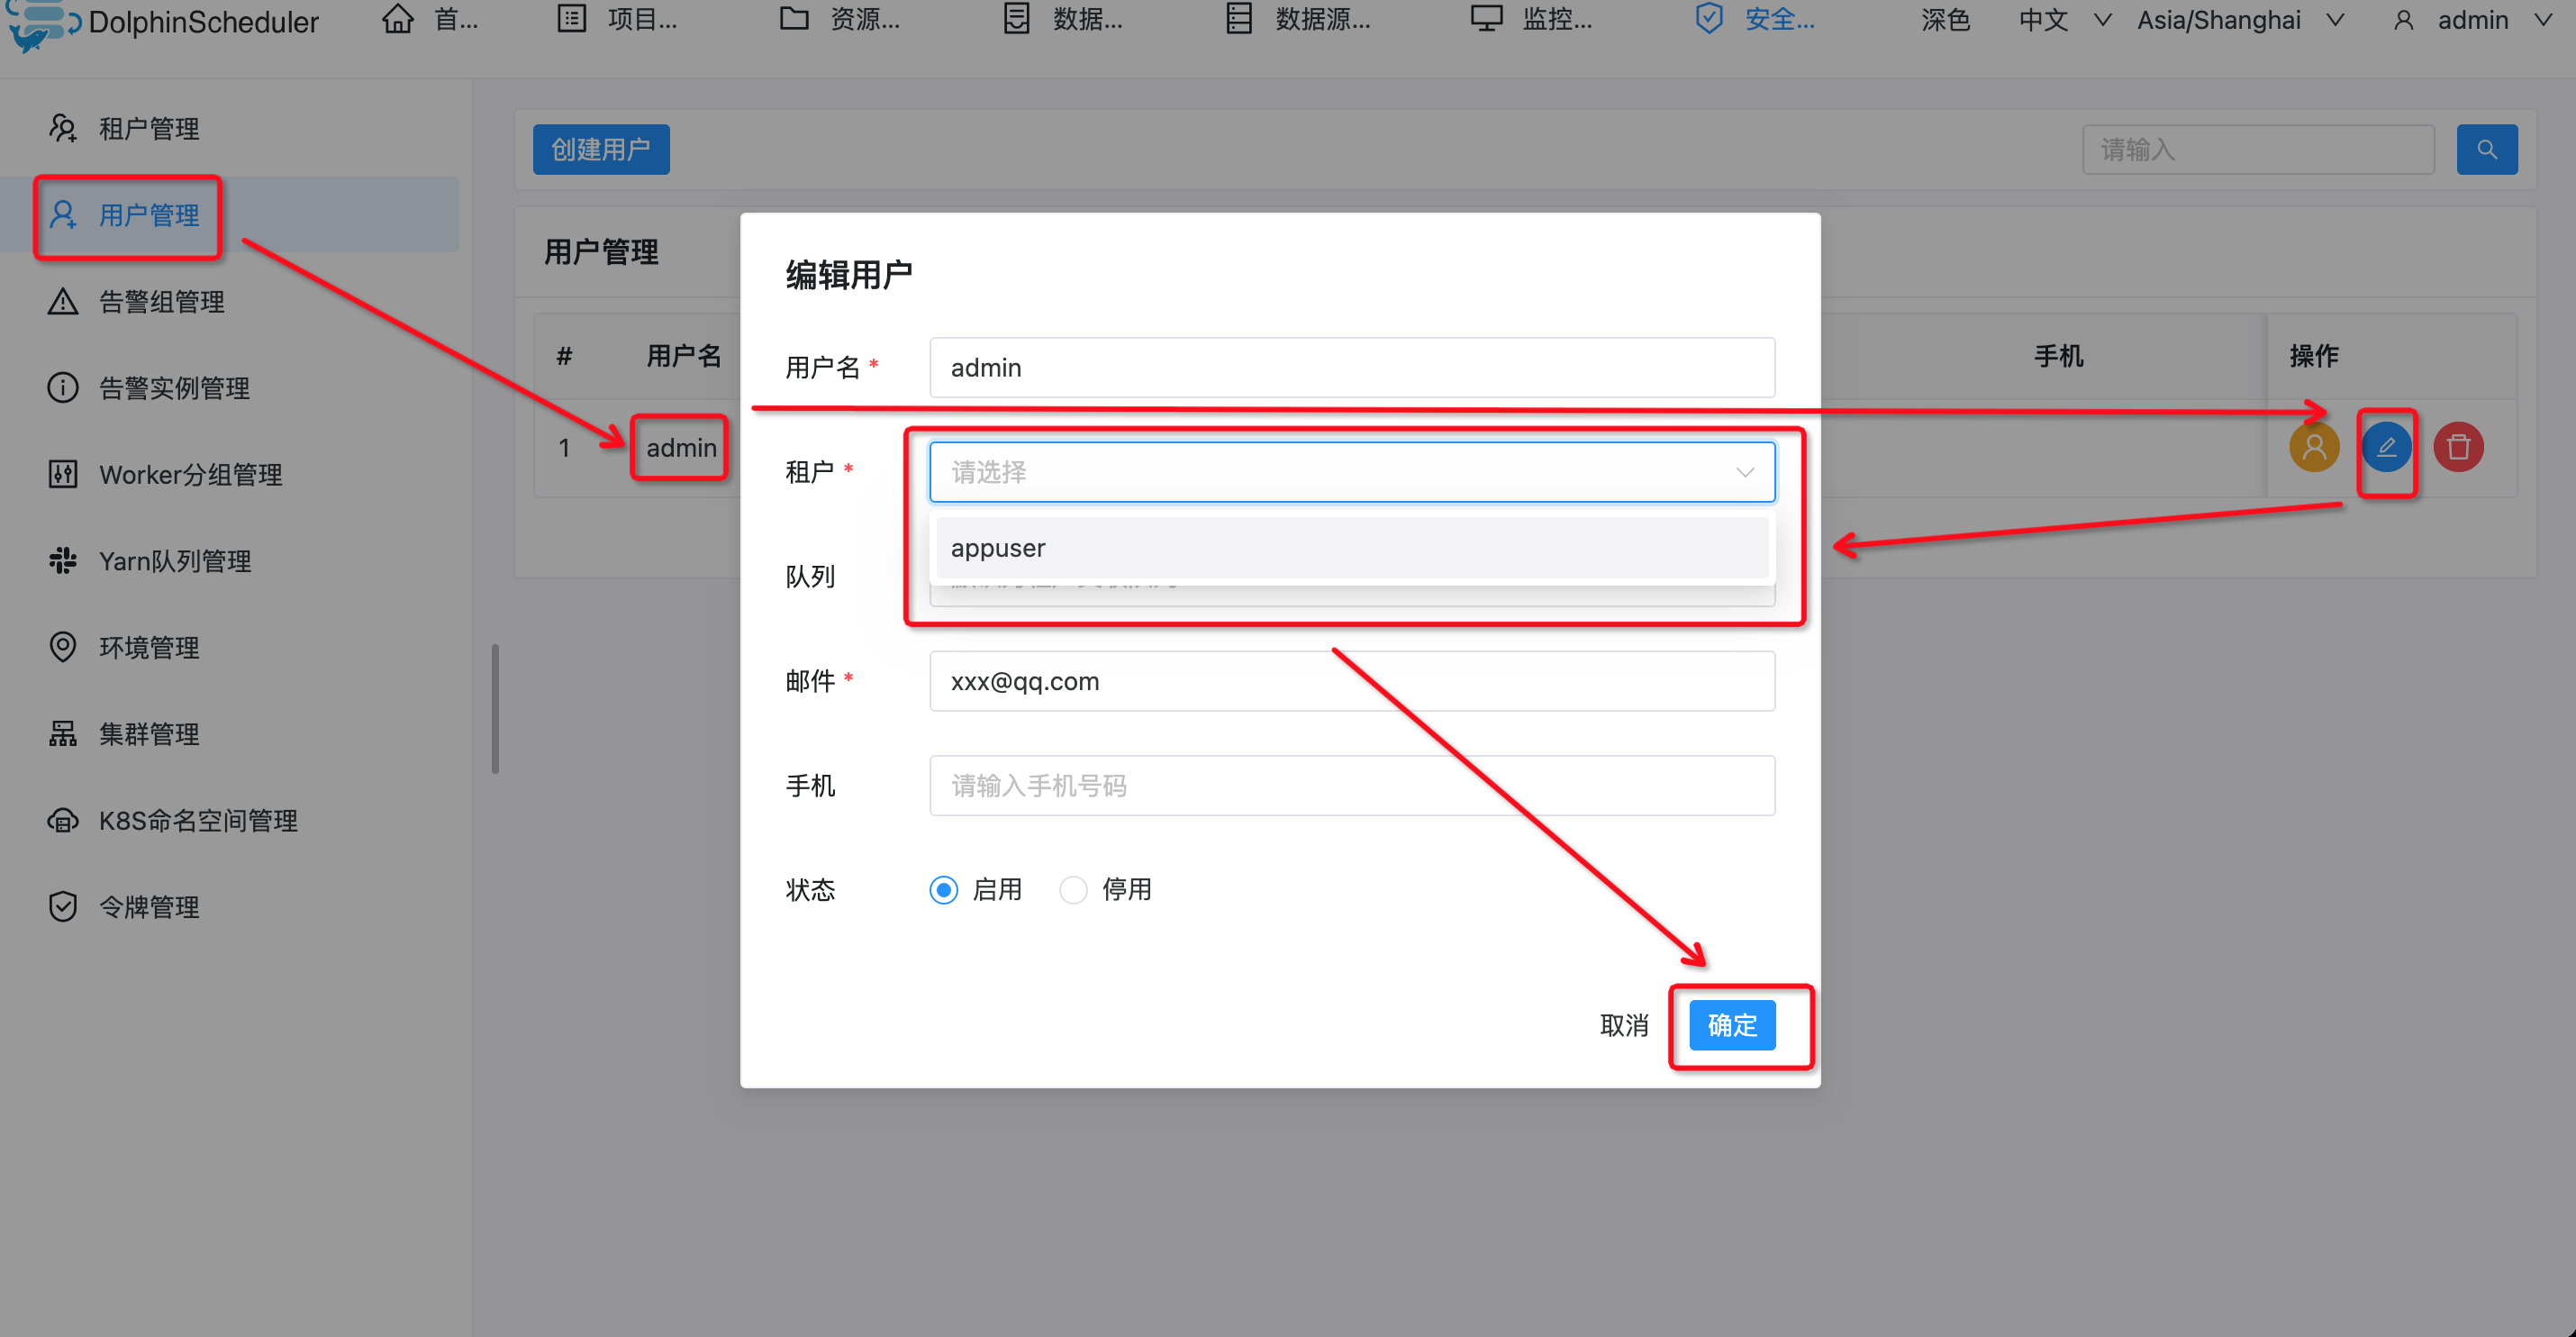 DolphinScheduler
首...
项目...
资源...
数据...
数据源...
监控...
安全...
深色
中文
Asia/Shanghai
admin
租户管理
用户管理
告警组管理
告警实例管理
Worker分组管理
Yarn队列管理
环境管理
集群管理
K8S命名空间管理
令牌管理
创建用户
请输入
用户管理
# 用户名 手机 操作
1 admin
编辑用户
用户名 * admin
租户 * 请选择
appuser
队列
邮件 * xxx@qq.com
手机 请输入手机号码
状态 启用 停用
取消 确定